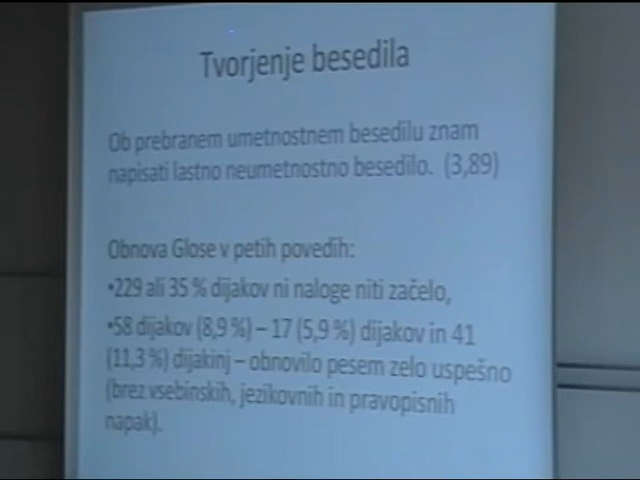 Tvorjenje besedila
Ob prebranem umetnostnem besedilu znam
napisati lastno neumetnostno besedilo. (3,89)
Obnova Glose v petih povedih:
•229 ali 35 % dijakov ni naloge niti začelo,
•58 dijakov (8,9 %) – 17 (5,9 %) dijakov in 41
(11,3 %) dijakinj – obnovilo pesem zelo uspešno
(brez vsebinskih, jezikovnih in pravopisnih
napak).